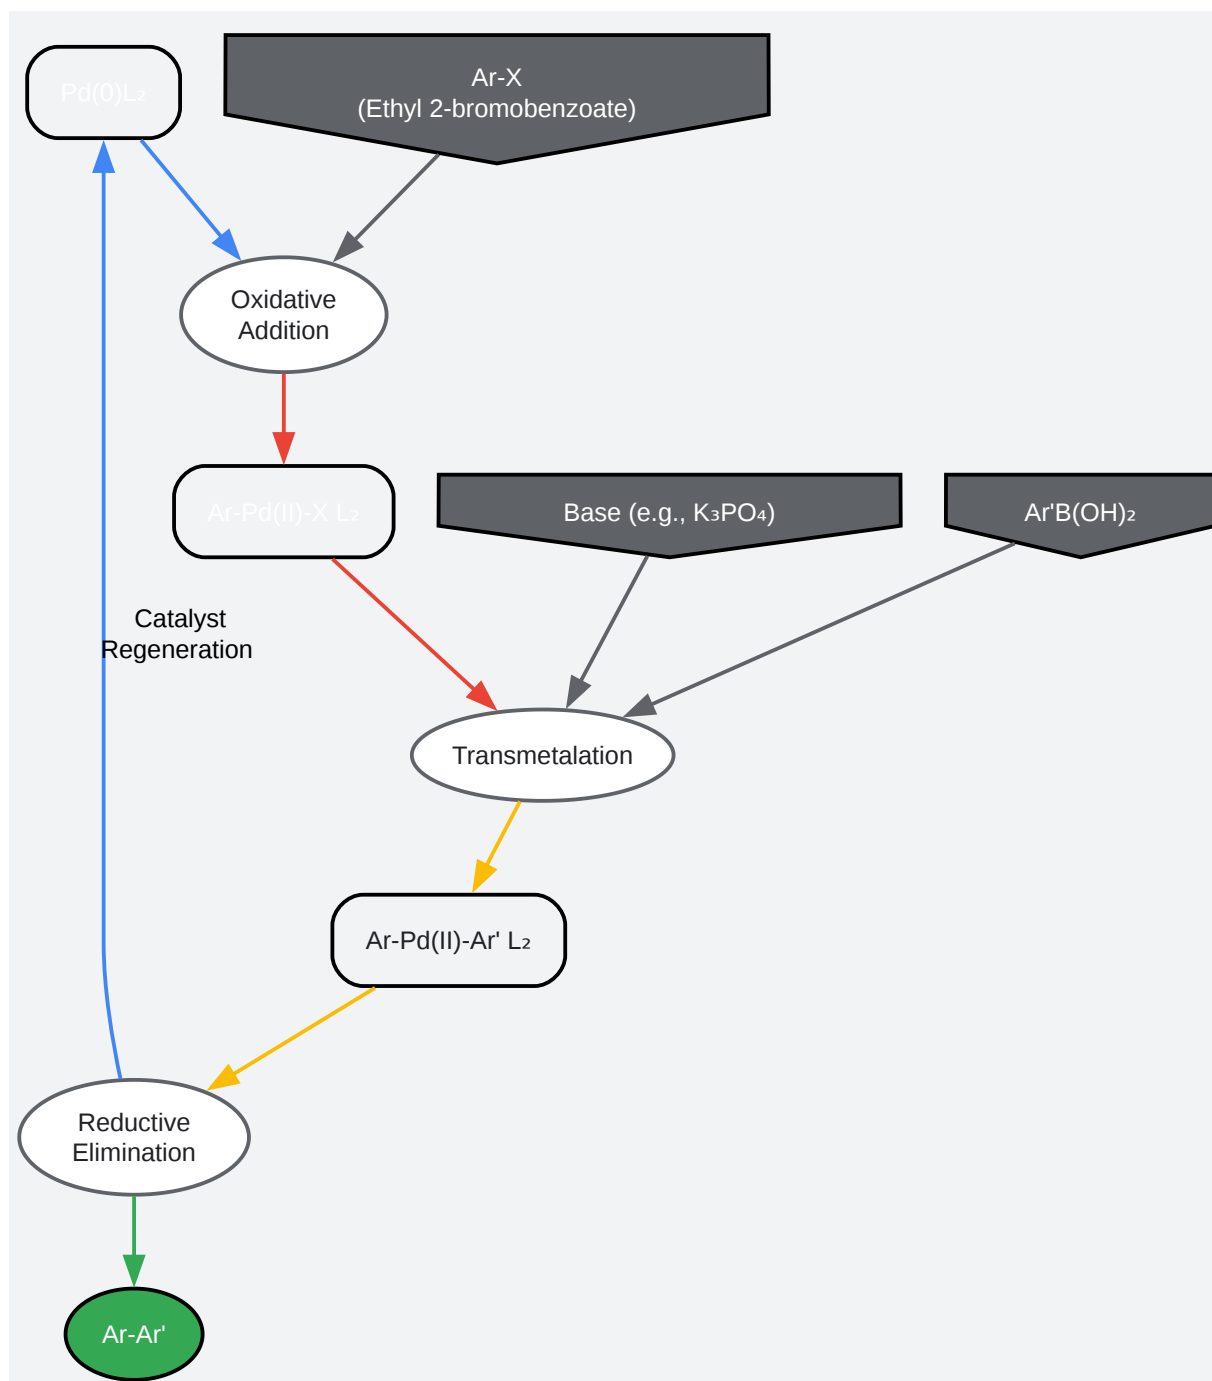 Pd(0)L₂
Ar-X
(Ethyl 2-bromobenzoate)
Oxidative
Addition
Ar-Pd(II)-X L₂
Base (e.g., K₃PO₄)
Ar'B(OH)₂
Catalyst
Regeneration
Transmetalation
Ar-Pd(II)-Ar' L₂
Reductive
Elimination
Ar-Ar'